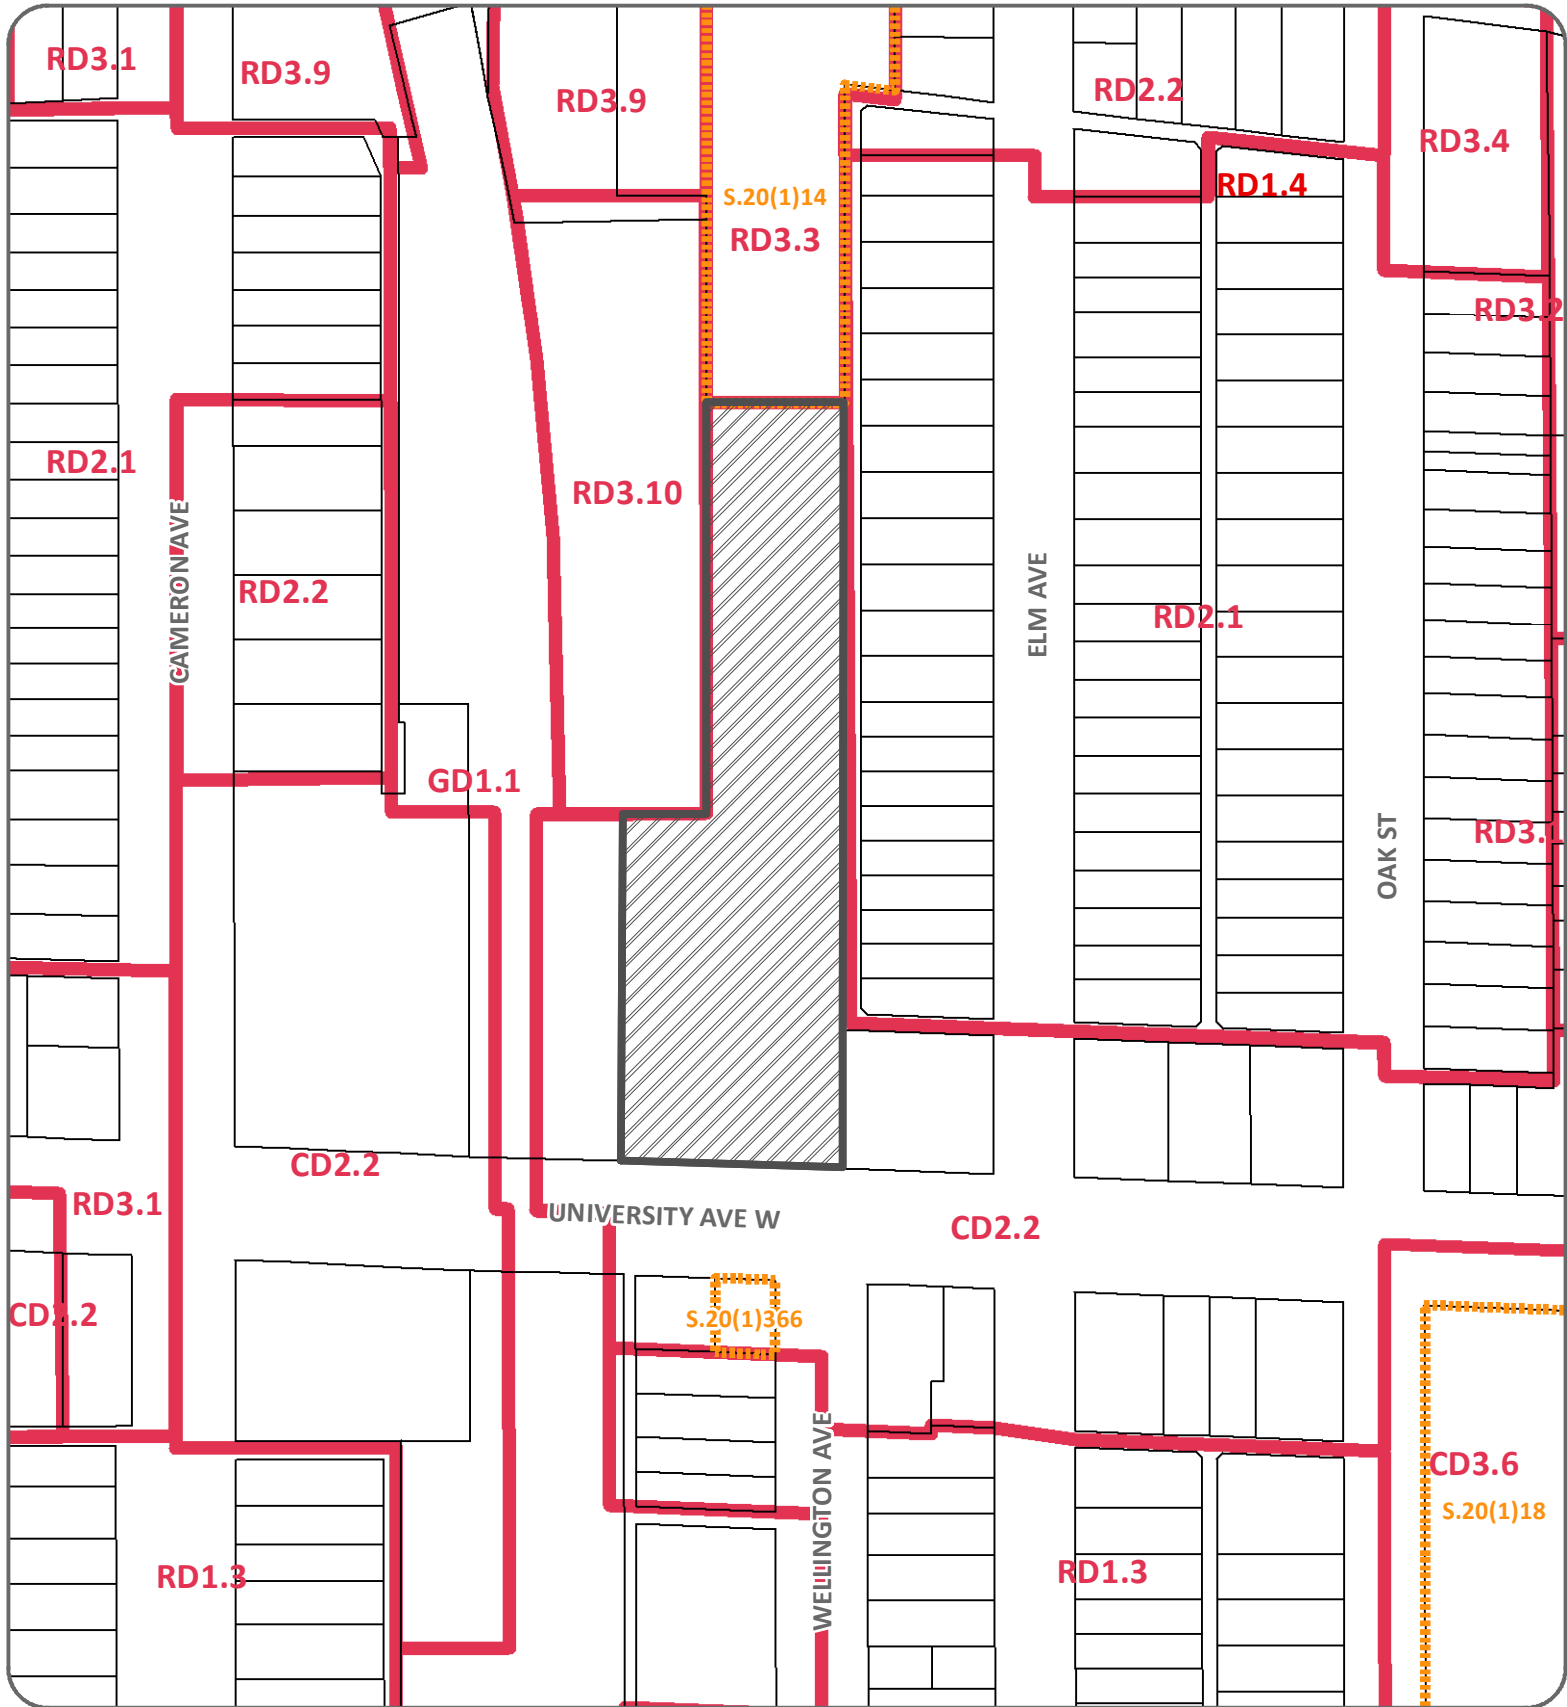 RD3.1
RD3.9
RD3.9
RD2.2
RD3.4
S.20(1)14
RD1.4
RD3.3
RD3.2
RD2.1
RD3.10
CAMERON AVE
RD2.2
ELM AVE
RD2.1
GD1.1
OAK ST
RD3.
CD2.2
RD3.1
UNIVERSITY AVE W
CD2.2
CD .2
S.20(1)366
WELLINGTON AVE
CD3.6
S.20(1)18
RD1.3
RD1.3